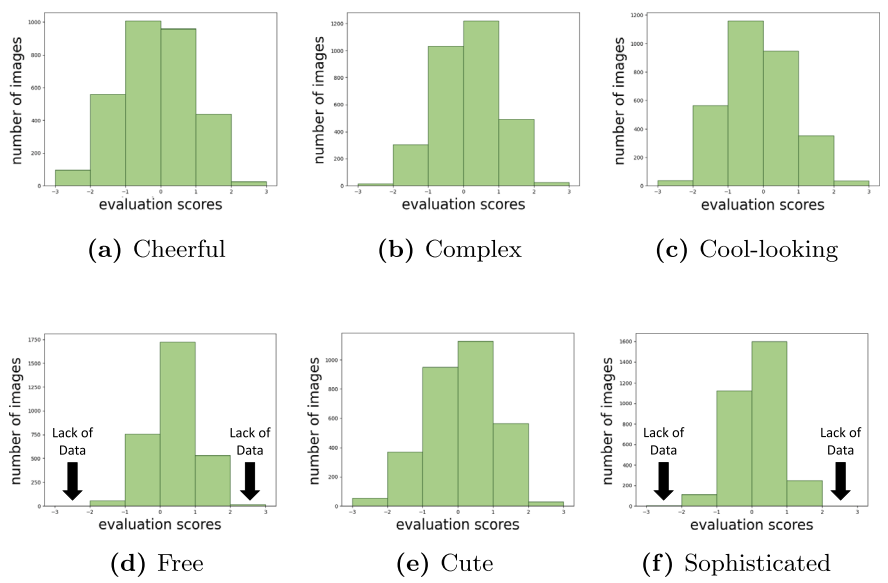 number of images
1000
800
600
400
200
0
−3 −2 −1 0 1 2 3
evaluation scores
(a) Cheerful
number of images
1200
1000
800
600
400
200
0
−3 −2 −1 0 1 2 3
evaluation scores
(b) Complex
number of images
1200
1000
800
600
400
200
0
−3 −2 −1 0 1 2 3
evaluation scores
(c) Cool-looking
number of images
1750
1500
1250
1000
750
500
250
0
Lack of
Data
Lack of
Data
−3 −2 −1 0 1 2 3
evaluation scores
(d) Free
number of images
1000
800
600
400
200
0
−3 −2 −1 0 1 2 3
evaluation scores
(e) Cute
number of images
1600
1400
1200
1000
800
600
400
200
0
Lack of
Data
Lack of
Data
−3 −2 −1 0 1 2 3
evaluation scores
(f) Sophisticated